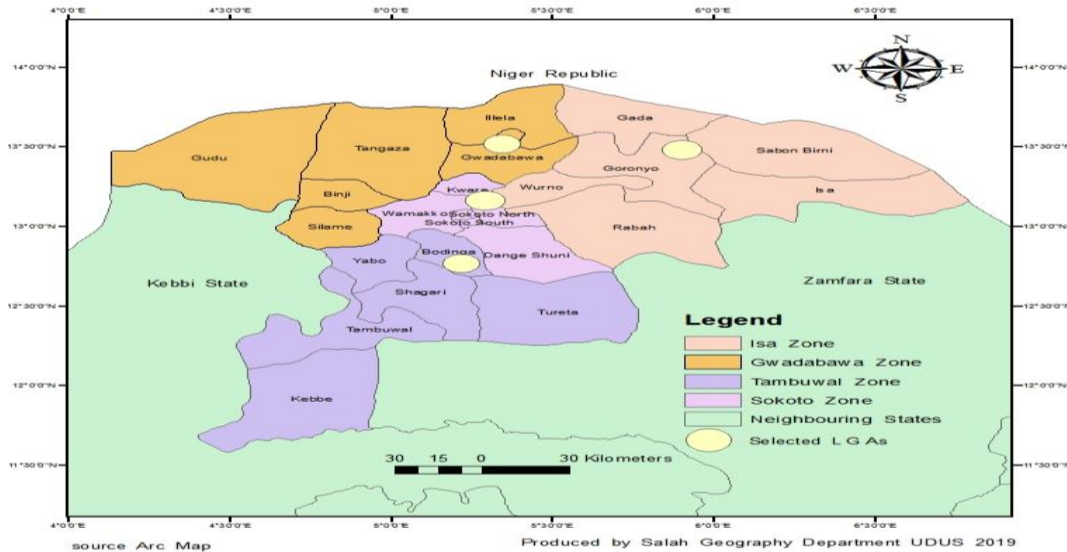 4°0'0"E 4°30'0"E 5°0'0"E 5°30'0"E 6°0'0"E 6°30'0"E
N
W E
S
14°0'0"N 14°0'0"N
Niger Republic
Illela
Gada
13°30'0"N 13°30'0"N
Gudu
Tangaza
Gwadabawa
Goronyo
Sabon Birni
Binji
Kware
Wurno
Isa
Wamakko
Sokoto North
Sokoto South
Silame
Rabah
13°0'0"N 13°0'0"N
Yabo
Bodinga
Dange Shuni
Kebbi State
Shagari
Zamfara State
12°30'0"N 12°30'0"N
Tureta
Tambuwal
Kebbe
12°0'0"N 12°0'0"N
11°30'0"N 11°30'0"N
Legend
Isa Zone
Gwadabawa Zone
Tambuwal Zone
Sokoto Zone
Neighbouring States
Selected L G As
30 15 0 30 Kilometers
4°0'0"E 4°30'0"E 5°0'0"E 5°30'0"E 6°0'0"E 6°30'0"E
source Arc Map
Produced by Salah Geography Department UDUS 2019